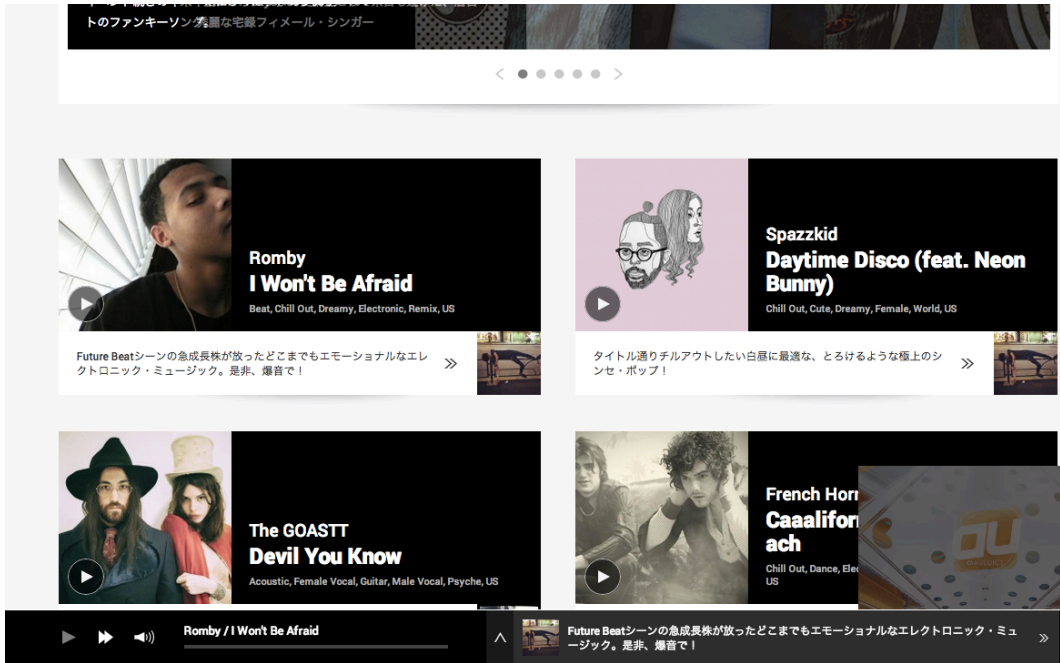 トのファンキーソング
麗な宅録フィメール・シンガー
Romby
I Won't Be Afraid
Beat, Chill Out, Dreamy, Electronic, Remix, US
Future Beatシーンの急成長株が放ったどこまでもエモーショナルなエレ
クトロニック・ミュージック。是非、爆音で！
Spazzkid
Daytime Disco (feat. Neon
Bunny)
Chill Out, Cute, Dreamy, Female, World, US
タイトル通りチルアウトしたい白昼に最適な、とろけるような極上のシ
ンセ・ポップ！
The GOASTT
Devil You Know
Acoustic, Female Vocal, Guitar, Male Vocal, Psyche, US
French Horn
Caaalifor
ach
Chill Out, Dance, Elec
US
Romby / I Won't Be Afraid
Future Beatシーンの急成長株が放ったどこまでもエモーショナルなエレクトロニック・ミュ
ージック。是非、爆音で！